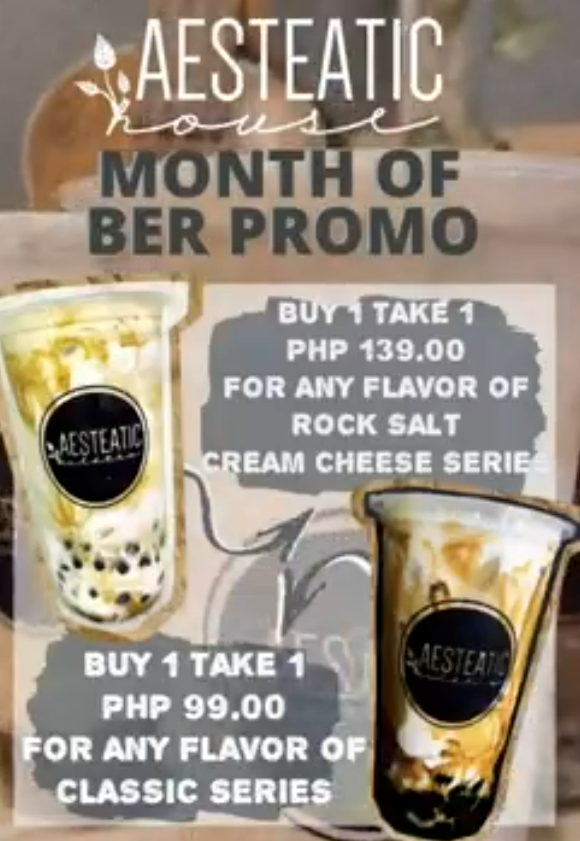 AESTEATIC
house
MONTH OF
BER PROMO
BUY 1 TAKE 1
PHP 139.00
FOR ANY FLAVOR OF
ROCK SALT
CREAM CHEESE SERIES
AESTEATIC
AESTEATIC
BUY 1 TAKE 1
PHP 99.00
FOR ANY FLAVOR OF
CLASSIC SERIES